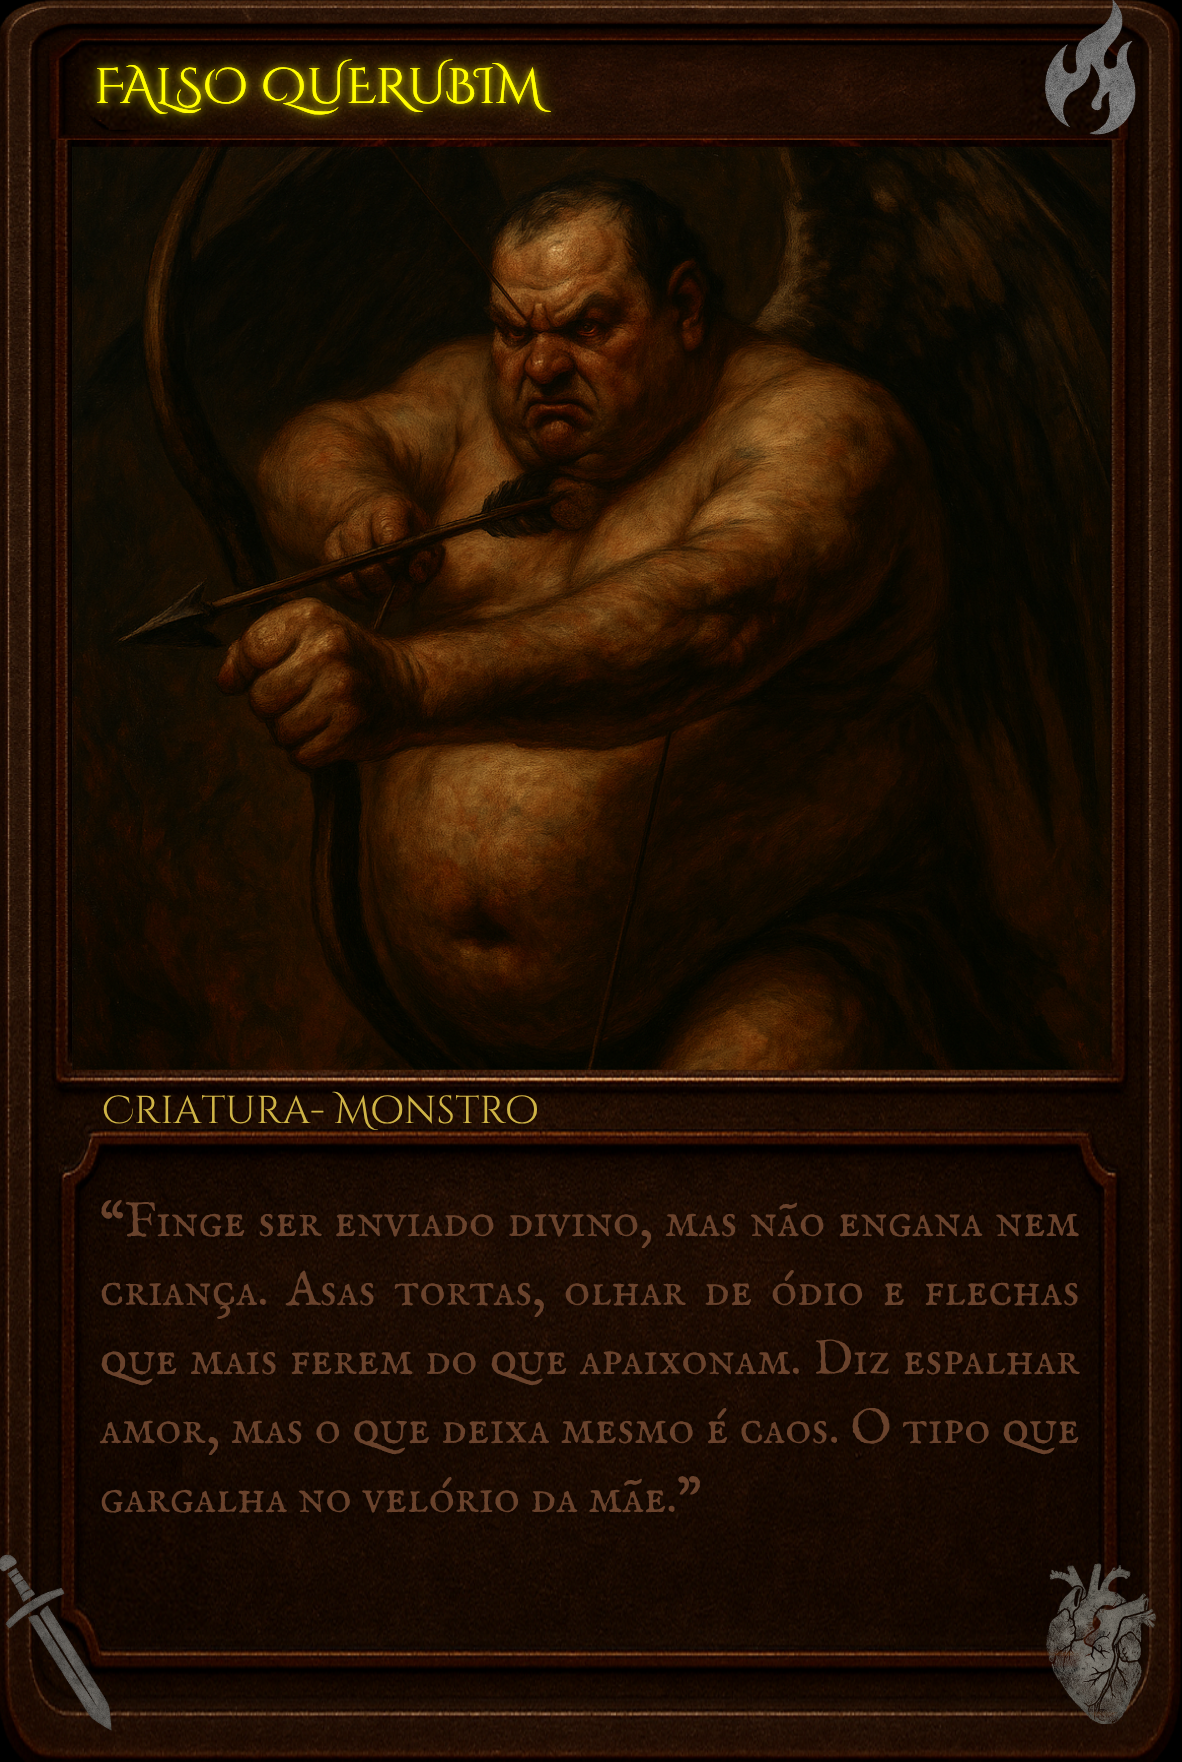 FALSO QUERUBIM
CRIATURA- MONSTRO
“FINGE SER ENVIADO DIVINO, MAS NÃO ENGANA NEM
CRIANÇA. ASAS TORTAS, OLHAR DE ÓDIO E FLECHAS
QUE MAIS FEREM DO QUE APAIXONAM. DIZ ESPALHAR
AMOR, MAS O QUE DEIXA MESMO É CAOS. O TIPO QUE
GARGALHA NO VELÓRIO DA MÃE.”